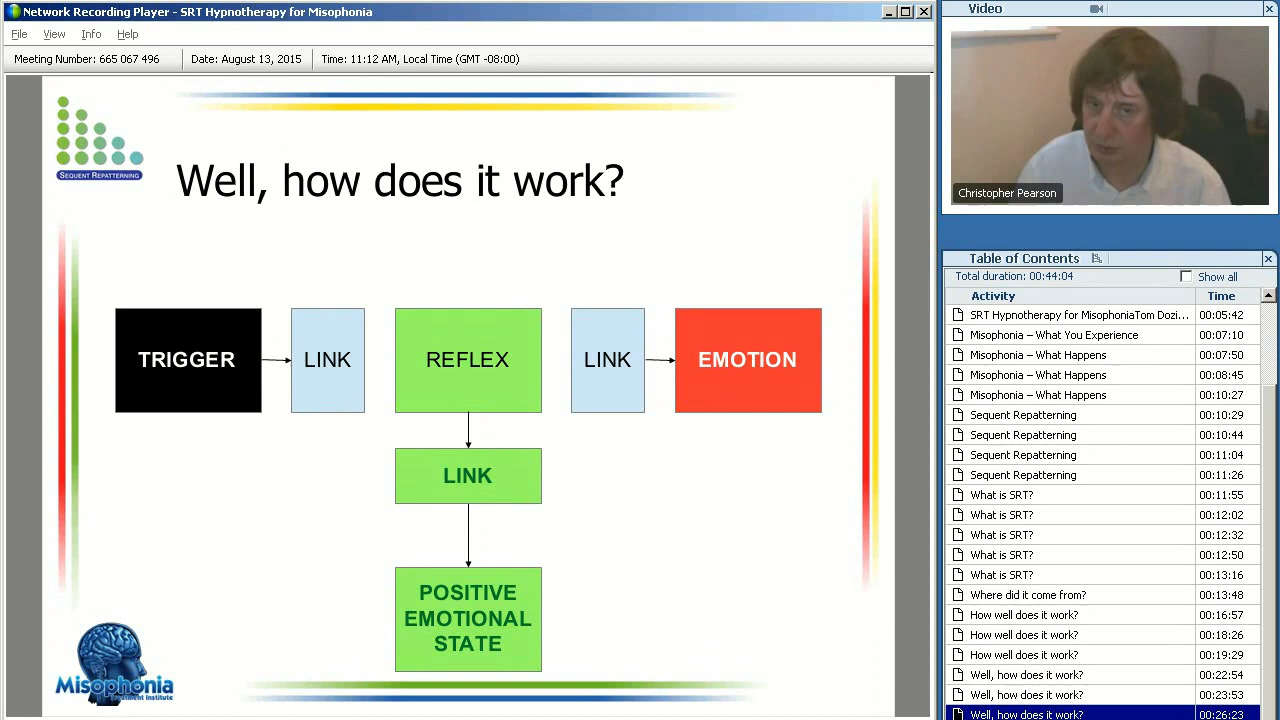 Network Recording Player - SRT Hypnotherapy for Misophonia
File View Info Help
Meeting Number: 665 067 496 Date: August 13, 2015 Time: 11:12 AM, Local Time (GMT -08:00)
SEQUENT REPATTERNING
Well, how does it work?
TRIGGER LINK REFLEX LINK EMOTION
LINK
POSITIVE
EMOTIONAL
STATE
Misophonia
Institute
Video
Christopher Pearson
Table of Contents
Total duration: 00:44:04 Show all
Activity Time
SRT Hypnotherapy for MisophoniaTom Dozi... 00:05:42
Misophonia – What You Experience 00:07:10
Misophonia – What Happens 00:07:50
Misophonia – What Happens 00:08:45
Misophonia – What Happens 00:10:27
Sequent Repatterning 00:10:29
Sequent Repatterning 00:10:44
Sequent Repatterning 00:11:04
Sequent Repatterning 00:11:26
What is SRT? 00:11:55
What is SRT? 00:12:02
What is SRT? 00:12:32
What is SRT? 00:12:50
What is SRT? 00:13:16
Where did it come from? 00:13:48
How well does it work? 00:16:57
How well does it work? 00:18:26
How well does it work? 00:19:29
Well, how does it work? 00:22:54
Well, how does it work? 00:23:53
Well, how does it work? 00:26:23